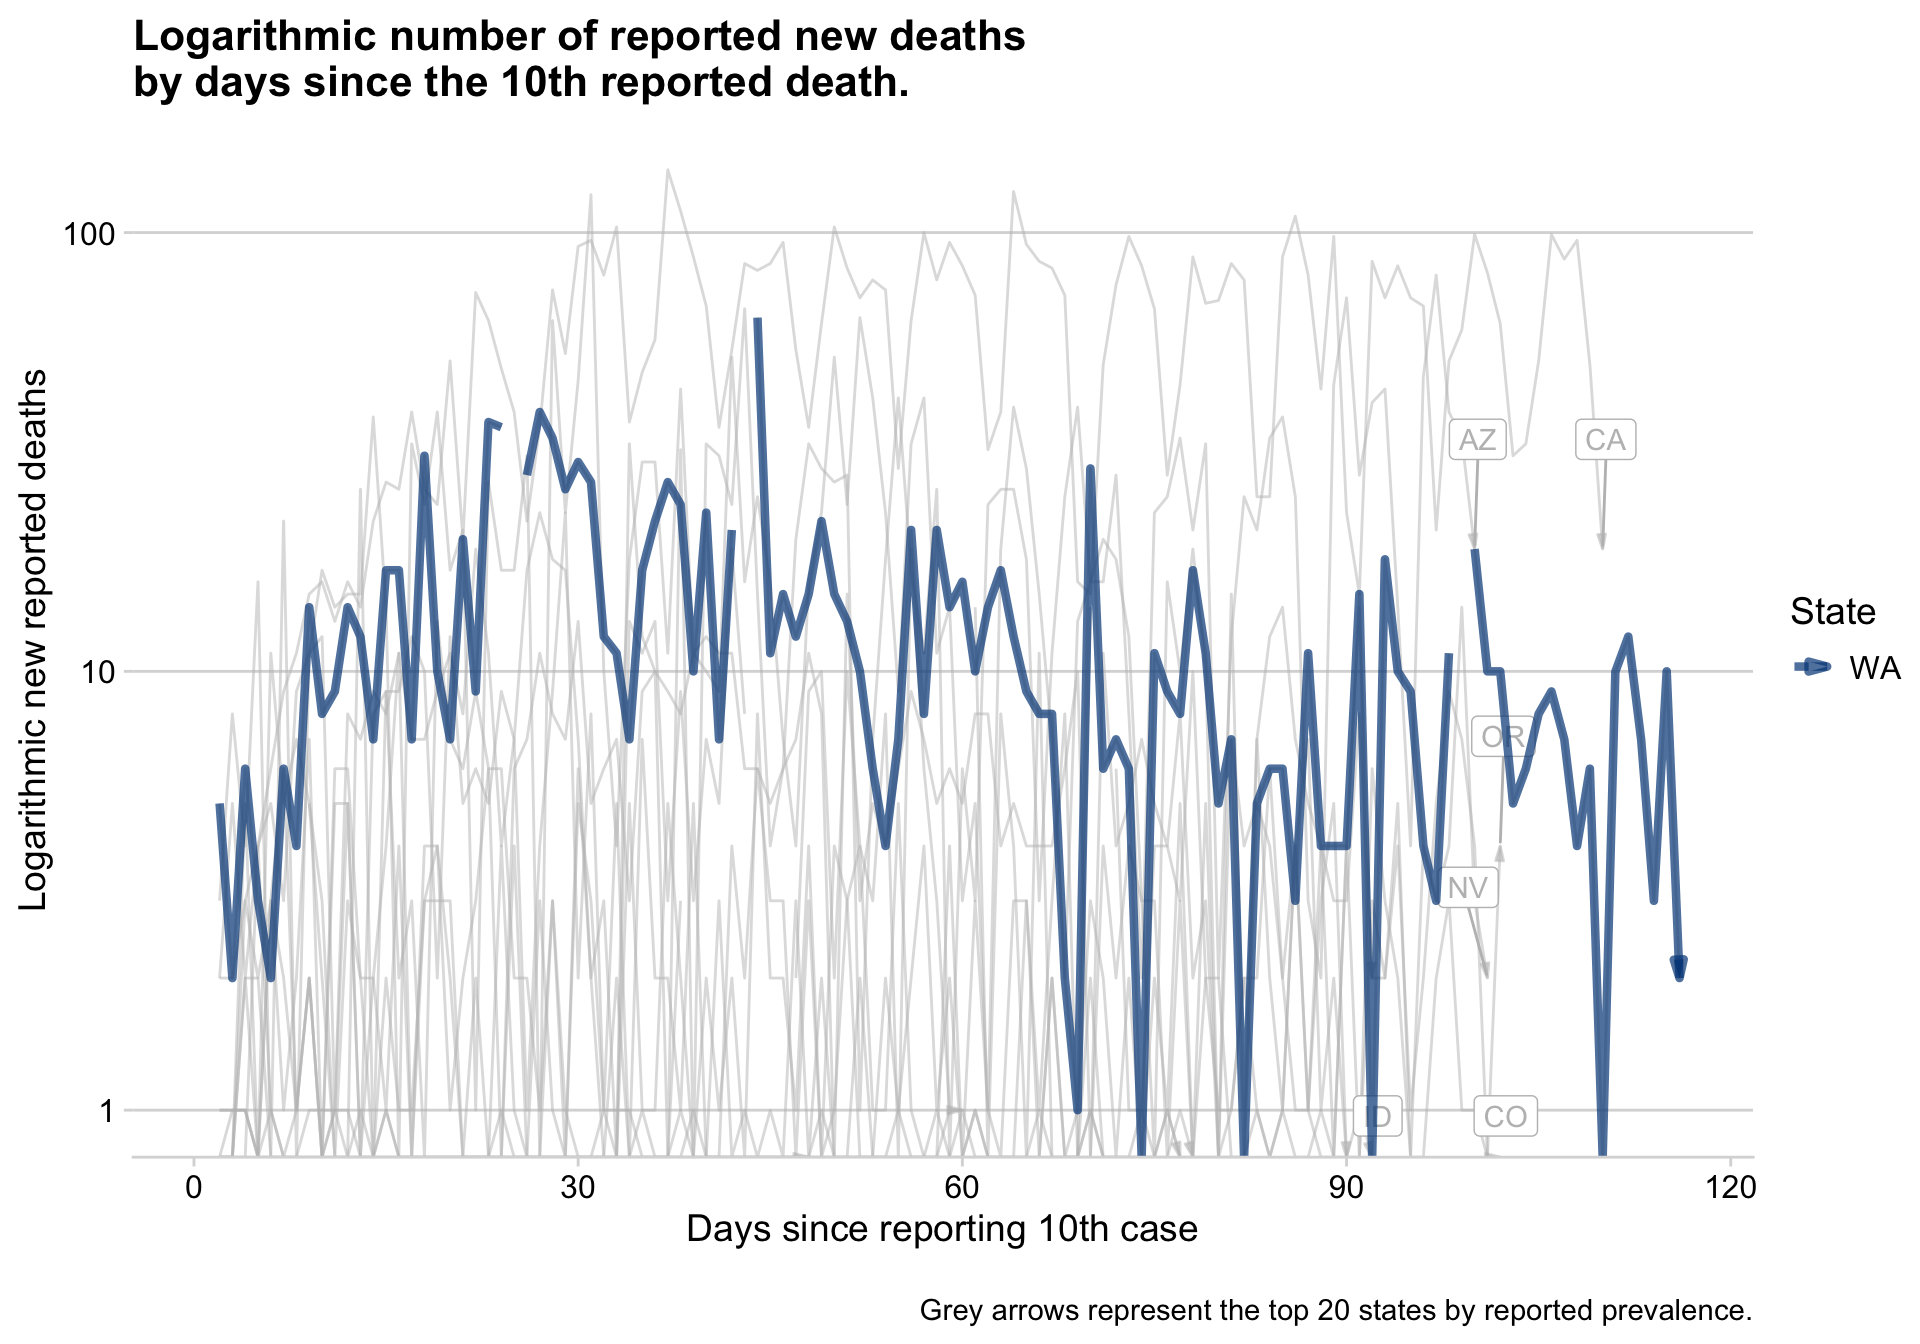 Logarithmic number of reported new deaths
by days since the 10th reported death.
Logarithmic new reported deaths
100
10
1
AZ
CA
OR
NV
ID
CO
State
WA
0
30
60
90
120
Days since reporting 10th case
Grey arrows represent the top 20 states by reported prevalence.